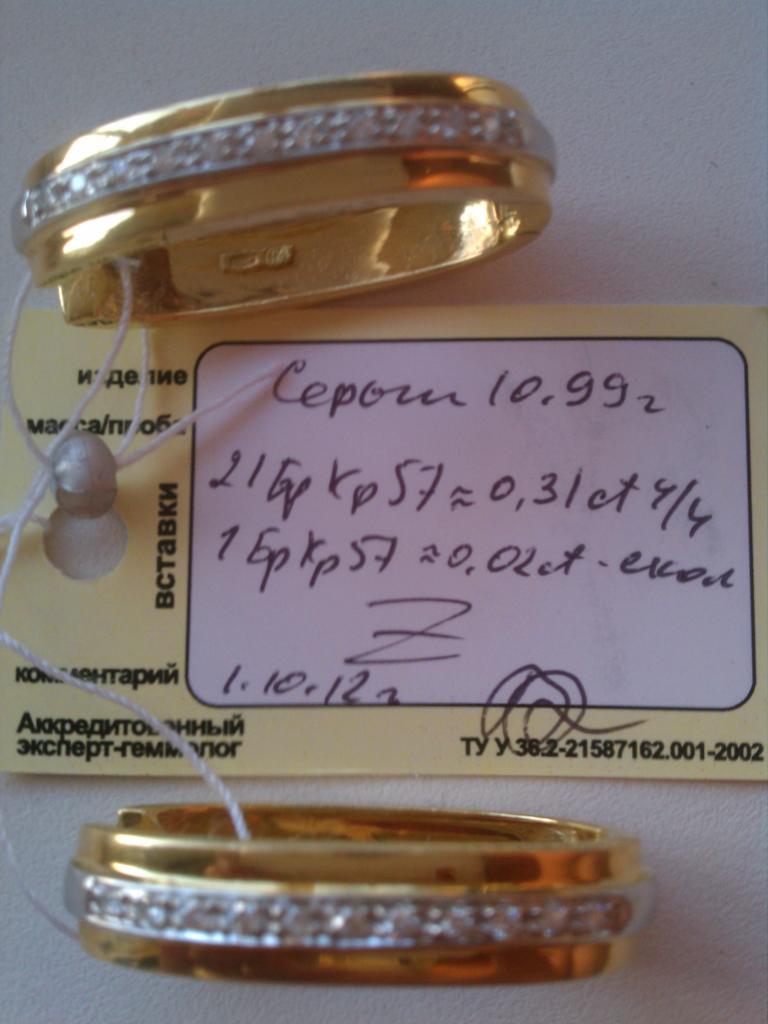 изделие
Серьги 10.99г
масса/проба
21 Бр Кр57 ≈ 0,31ct 4/4
вставки
1 Бр Кр57 ≈ 0.02ct - скол
Z
комментарий
1.10.12г
Аккредитованный
эксперт-геммолог
ТУ У 36.2-21587162.001-2002